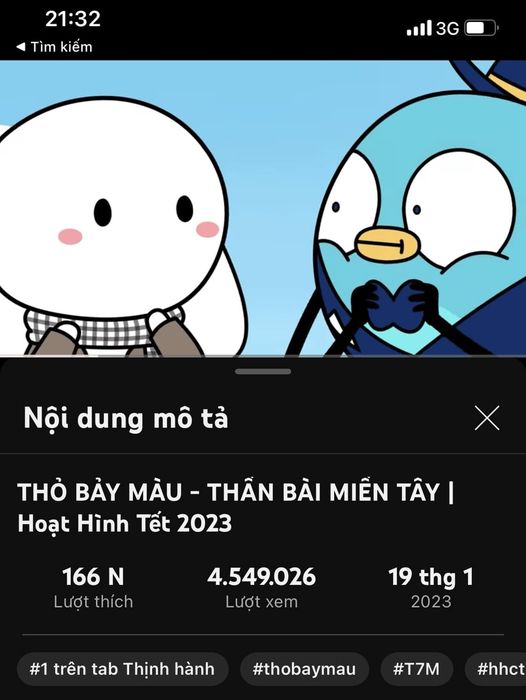 21:32
3G
◀ Tìm kiếm
Nội dung mô tả
THỎ BẢY MÀU - THẦN BÀI MIỀN TÂY |
Hoạt Hình Tết 2023
166 N 4.549.026 19 thg 1
Lượt thích Lượt xem 2023
#1 trên tab Thịnh hành #thobaymau #T7M #hhct